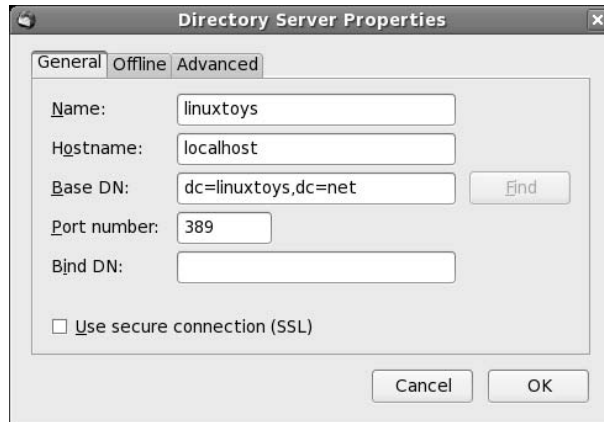 Directory Server Properties
General Offline Advanced
Name: linuxtoys
Hostname: localhost
Base DN: dc=linuxtoys,dc=net Find
Port number: 389
Bind DN:
Use secure connection (SSL)
Cancel OK